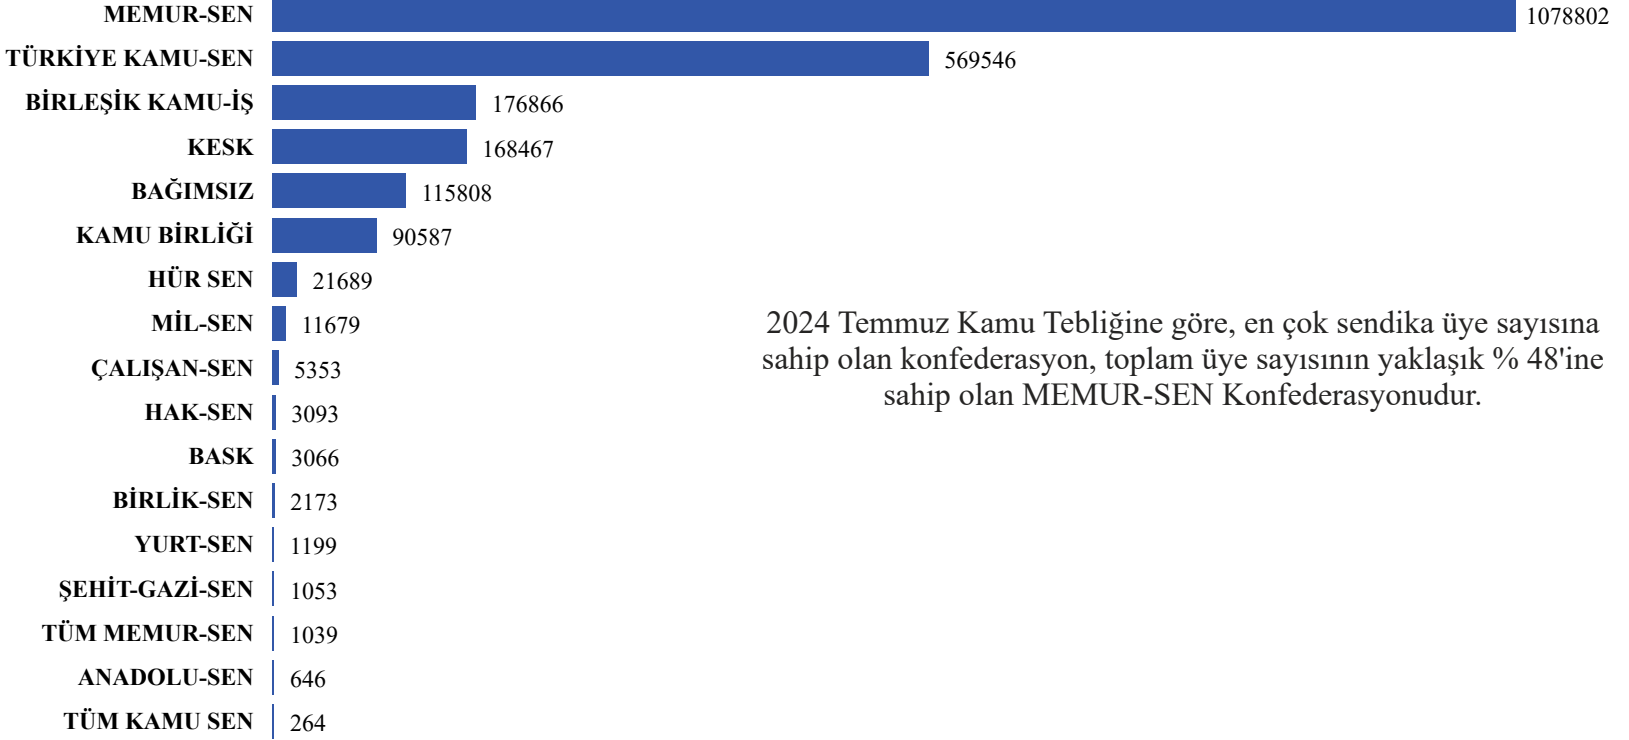 MEMUR-SEN 1078802
TÜRKİYE KAMU-SEN 569546
BİRLEŞİK KAMU-İŞ 176866
KESK 168467
BAĞIMSIZ 115808
KAMU BİRLİĞİ 90587
HÜR SEN 21689
MİL-SEN 11679
ÇALIŞAN-SEN 5353
HAK-SEN 3093
BASK 3066
BİRLİK-SEN 2173
YURT-SEN 1199
ŞEHİT-GAZİ-SEN 1053
TÜM MEMUR-SEN 1039
ANADOLU-SEN 646
TÜM KAMU SEN 264
2024 Temmuz Kamu Tebliğine göre, en çok sendika üye sayısına
sahip olan konfederasyon, toplam üye sayısının yaklaşık % 48'ine
sahip olan MEMUR-SEN Konfederasyonudur.